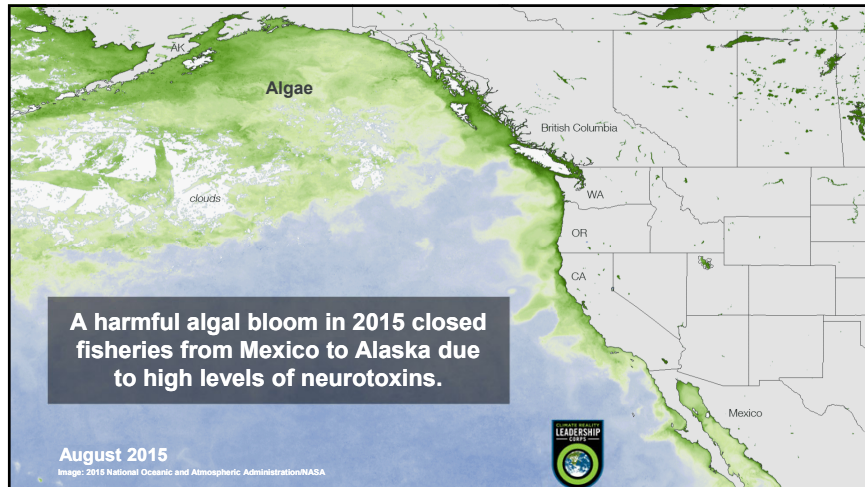 AK
Algae
British Columbia
clouds
WA
OR
CA
A harmful algal bloom in 2015 closed
fisheries from Mexico to Alaska due
to high levels of neurotoxins.
Mexico
CLIMATE REALITY
LEADERSHIP
CORPS
August 2015
Image: 2015 National Oceanic and Atmospheric Administration/NASA